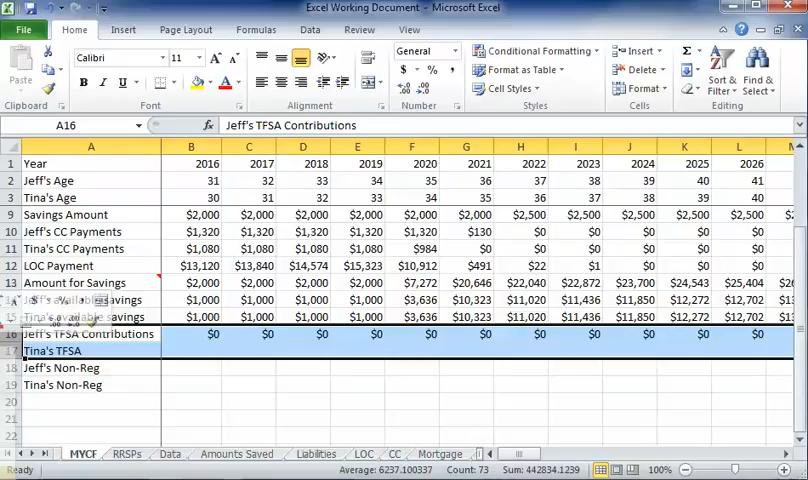 Excel Working Document - Microsoft Excel
File Home Insert Page Layout Formulas Data Review View
Paste Calibri 11 A A General $ % , .00 Conditional Formatting Format as Table Cell Styles Insert Delete Format Σ Sort & Filter Find & Select
B I U A
Clipboard Font Alignment Number Styles Cells Editing
A16 fx Jeff's TFSA Contributions
A B C D E F G H I J K L M
1 Year 2016 2017 2018 2019 2020 2021 2022 2023 2024 2025 2026
2 Jeff's Age 31 32 33 34 35 36 37 38 39 40 41
3 Tina's Age 30 31 32 33 34 35 36 37 38 39 40
9 Savings Amount $2,000 $2,000 $2,000 $2,000 $2,000 $2,000 $2,500 $2,500 $2,500 $2,500 $2,500
10 Jeff's CC Payments $1,320 $1,320 $1,320 $1,320 $1,320 $130 $0 $0 $0 $0 $0
11 Tina's CC Payments $1,080 $1,080 $1,080 $1,080 $984 $0 $0 $0 $0 $0 $0
12 LOC Payment $13,120 $13,840 $14,574 $15,323 $10,912 $491 $22 $1 $0 $0 $0
13 Amount for Savings $2,000 $2,000 $2,000 $2,000 $7,272 $20,646 $22,040 $22,872 $23,700 $24,543 $25,404
Jeff's available savings $1,000 $1,000 $1,000 $1,000 $3,636 $10,323 $11,020 $11,436 $11,850 $12,272 $12,702
15 Tina's available savings $1,000 $1,000 $1,000 $1,000 $3,636 $10,323 $11,020 $11,436 $11,850 $12,272 $12,702
16 Jeff's TFSA Contributions $0 $0 $0 $0 $0 $0 $0 $0 $0 $0 $0
17 Tina's TFSA
18 Jeff's Non-Reg
19 Tina's Non-Reg
20
21
22
MYCF RRSPs Data Amounts Saved Liabilities LOC CC Mortgage
Ready Average: 6237.100337 Count: 73 Sum: 442834.1239 100%